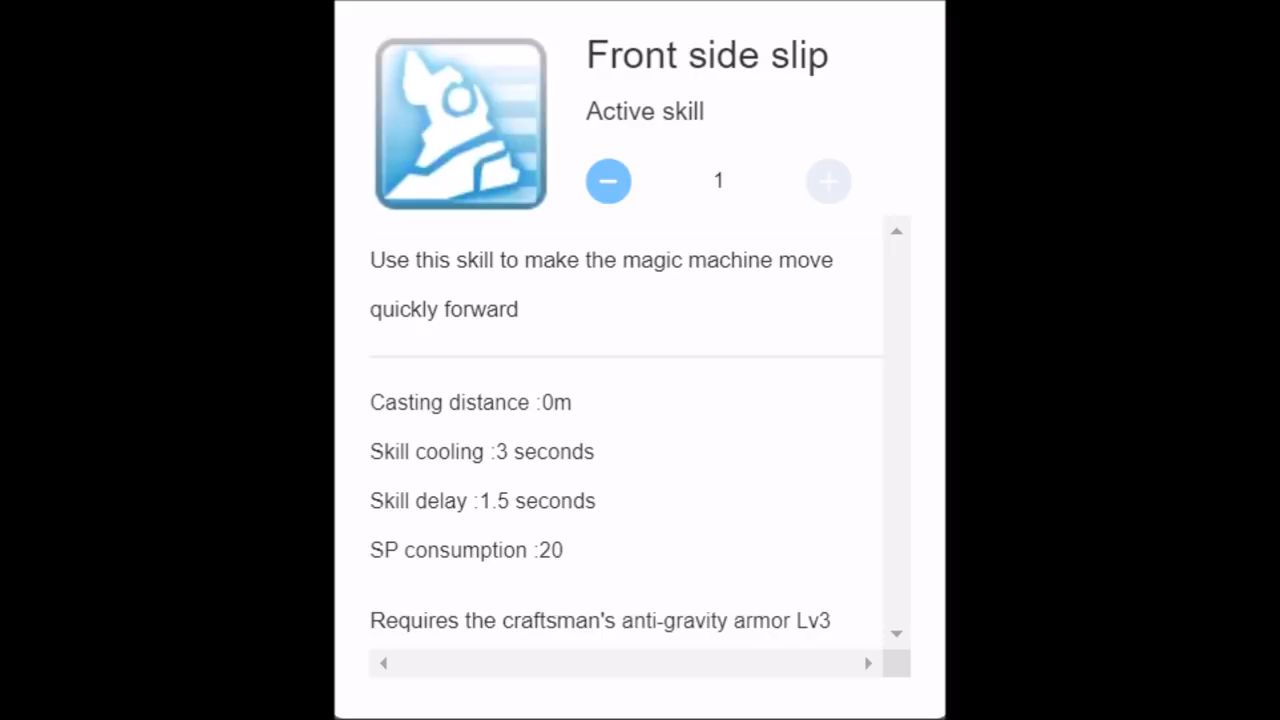 Front side slip
Active skill
1
Use this skill to make the magic machine move
quickly forward
Casting distance :0m
Skill cooling :3 seconds
Skill delay :1.5 seconds
SP consumption :20
Requires the craftsman's anti-gravity armor Lv3